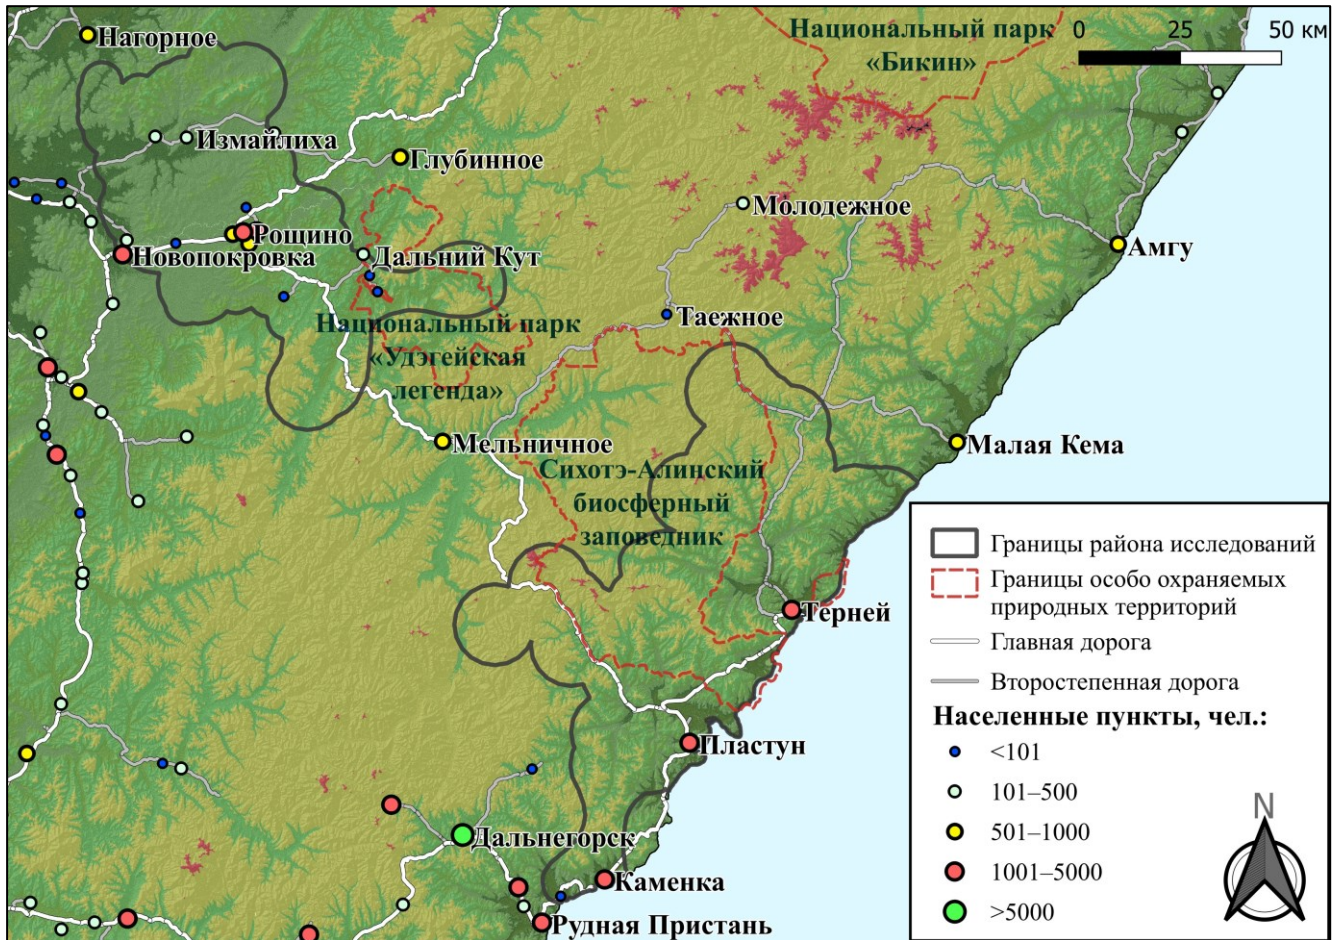 Национальный парк
«Бикин»
0 25 50 км
Нагорное
Измайлиха
Глубинное
Молодежное
Рощино
Новопокровка
Дальний Кут
Амгу
Национальный парк
«Удэгейская
легенда»
Таежное
Мельничное
Малая Кема
Сихотэ-Алинский
биосферный
заповедник
Терней
Пластун
Дальнегорск
Каменка
Рудная Пристань
Границы района исследований
Границы особо охраняемых
природных территорий
Главная дорога
Второстепенная дорога
Населенные пункты, чел.:
<101
101–500
501–1000
1001–5000
>5000
N